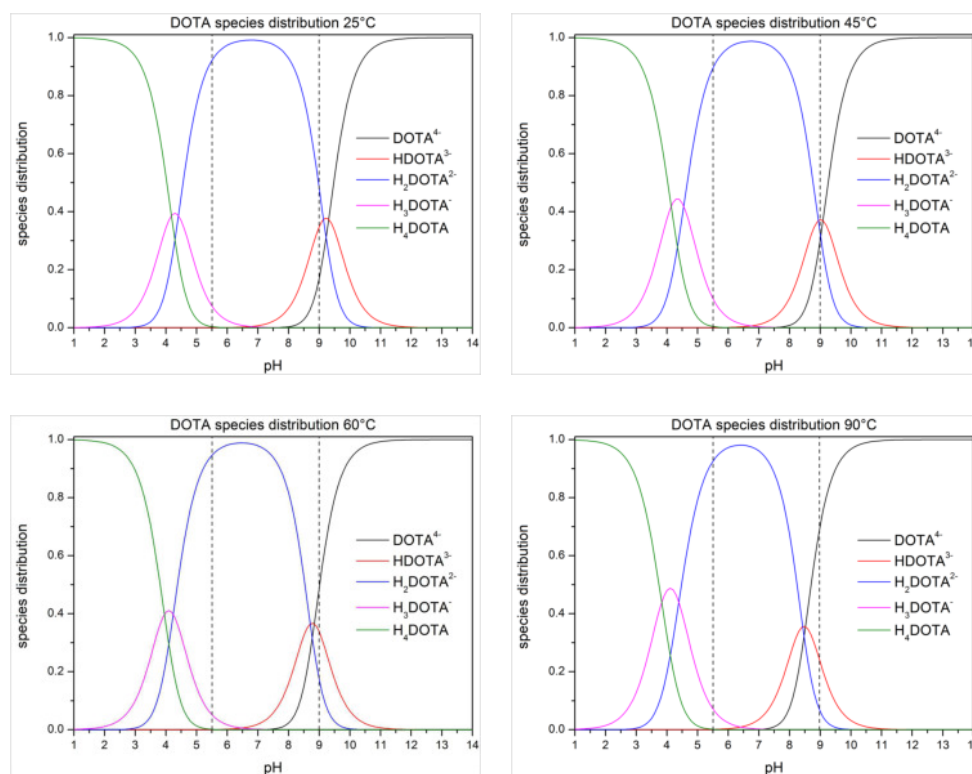 DOTA species distribution 25°C
1.0
0.8
0.6
0.4
0.2
0.0
species distribution
DOTA⁴⁻
HDOTA³⁻
H₂DOTA²⁻
H₃DOTA⁻
H₄DOTA
1 2 3 4 5 6 7 8 9 10 11 12 13 14
pH
DOTA species distribution 45°C
1.0
0.8
0.6
0.4
0.2
0.0
species distribution
DOTA⁴⁻
HDOTA³⁻
H₂DOTA²⁻
H₃DOTA⁻
H₄DOTA
1 2 3 4 5 6 7 8 9 10 11 12 13 14
pH
DOTA species distribution 60°C
1.0
0.8
0.6
0.4
0.2
0.0
species distribution
DOTA⁴⁻
HDOTA³⁻
H₂DOTA²⁻
H₃DOTA⁻
H₄DOTA
1 2 3 4 5 6 7 8 9 10 11 12 13 14
pH
DOTA species distribution 90°C
1.0
0.8
0.6
0.4
0.2
0.0
species distribution
DOTA⁴⁻
HDOTA³⁻
H₂DOTA²⁻
H₃DOTA⁻
H₄DOTA
1 2 3 4 5 6 7 8 9 10 11 12 13 14
pH